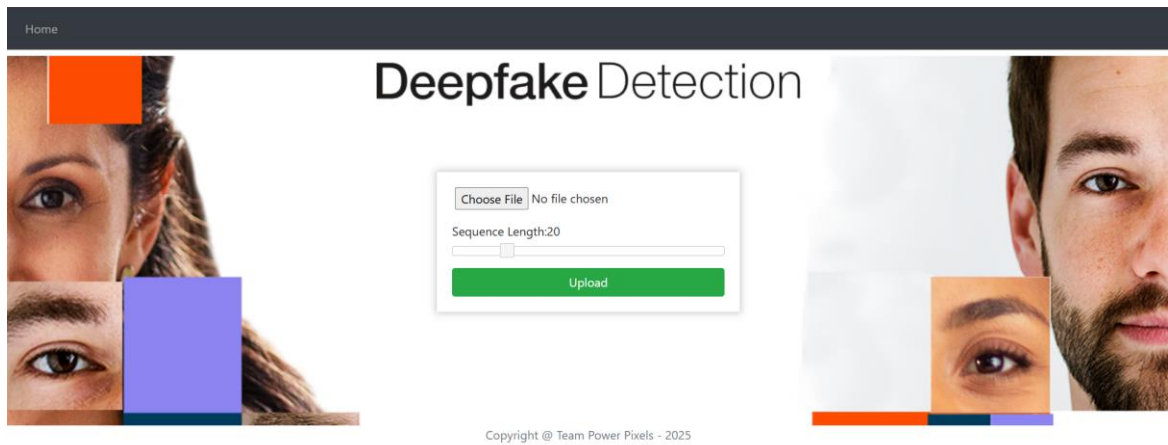 Home
Deepfake Detection
Choose File No file chosen
Sequence Length:20
Upload
Copyright @ Team Power Pixels - 2025